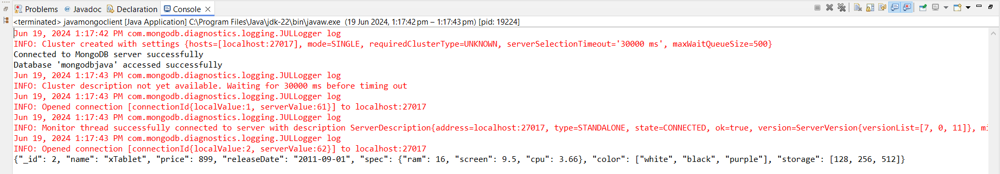 Problems @ Javadoc Declaration Console
<terminated> javamongoclient [Java Application] C:\Program Files\Java\jdk-22\bin\javaw.exe (19 Jun 2024, 1:17:42 pm – 1:17:43 pm) [pid: 19224]
Jun 19, 2024 1:17:42 PM com.mongodb.diagnostics.logging.JULLogger log
INFO: Cluster created with settings {hosts=[localhost:27017], mode=SINGLE, requiredClusterType=UNKNOWN, serverSelectionTimeout='30000 ms', maxWaitQueueSize=500}
Connected to MongoDB server successfully
Database 'mongodbjava' accessed successfully
Jun 19, 2024 1:17:43 PM com.mongodb.diagnostics.logging.JULLogger log
INFO: Cluster description not yet available. Waiting for 30000 ms before timing out
Jun 19, 2024 1:17:43 PM com.mongodb.diagnostics.logging.JULLogger log
INFO: Opened connection [connectionId{localValue:1, serverValue:61}] to localhost:27017
Jun 19, 2024 1:17:43 PM com.mongodb.diagnostics.logging.JULLogger log
INFO: Monitor thread successfully connected to server with description ServerDescription{address=localhost:27017, type=STANDALONE, state=CONNECTED, ok=true, version=ServerVersion{versionList=[7, 0, 11]}, mi
Jun 19, 2024 1:17:43 PM com.mongodb.diagnostics.logging.JULLogger log
INFO: Opened connection [connectionId{localValue:2, serverValue:62}] to localhost:27017
{"_id": 2, "name": "xTablet", "price": 899, "releaseDate": "2011-09-01", "spec": {"ram": 16, "screen": 9.5, "cpu": 3.66}, "color": ["white", "black", "purple"], "storage": [128, 256, 512]}